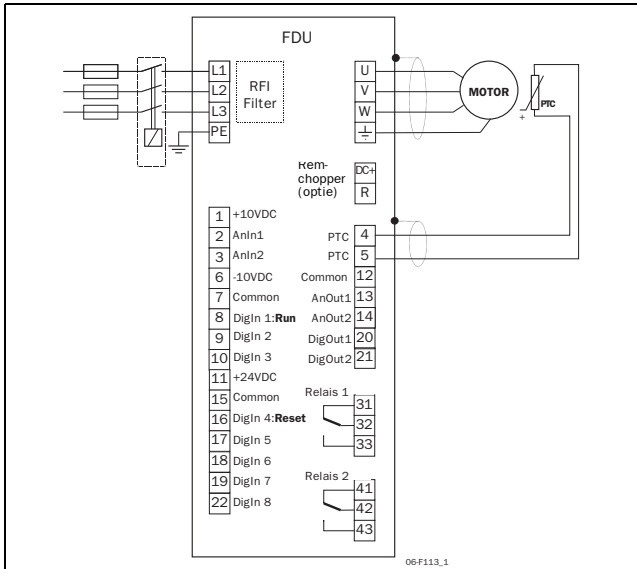 FDU
L1
L2
L3
PE
RFI
Filter
U
V
W
MOTOR
PTC
+
Rem-
chopper
(optie)
DC+
R
1 +10VDC
2 AnIn1
3 AnIn2
6 -10VDC
7 Common
8 DigIn 1:Run
9 DigIn 2
10 DigIn 3
11 +24VDC
15 Common
16 DigIn 4:Reset
17 DigIn 5
18 DigIn 6
19 DigIn 7
22 DigIn 8
PTC 4
PTC 5
Common 12
AnOut1 13
AnOut2 14
DigOut1 20
DigOut2 21
Relais 1
31
32
33
Relais 2
41
42
43
06-F113_1